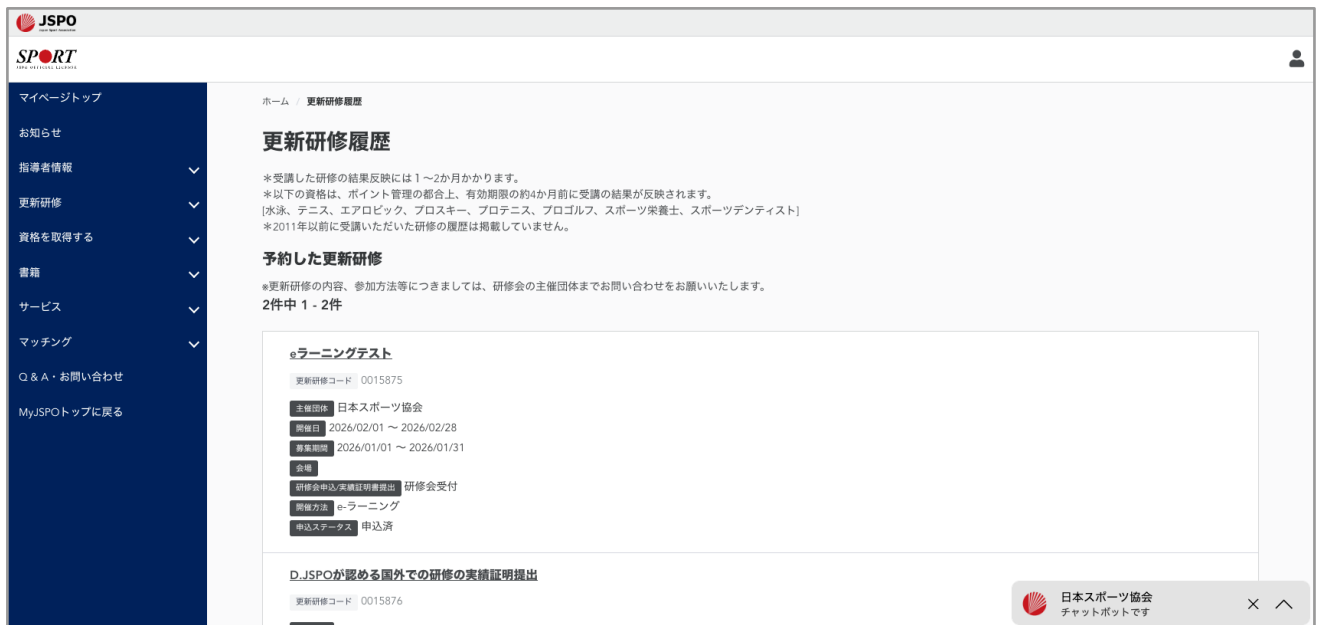 JSPO
Japan Sport Association
SPORT
マイページトップ
お知らせ
指導者情報
更新研修
資格を取得する
書籍
サービス
マッチング
Q & A・お問い合わせ
MyJSPOトップに戻る
ホーム / 更新研修履歴
更新研修履歴
＊受講した研修の結果反映には１～2か月かかります。
＊以下の資格は、ポイント管理の都合上、有効期限の約4か月前に受講の結果が反映されます。
[水泳、テニス、エアロビック、プロスキー、プロテニス、プロゴルフ、スポーツ栄養士、スポーツデンティスト]
＊2011年以前に受講いただいた研修の履歴は掲載していません。
予約した更新研修
※更新研修の内容、参加方法等につきましては、研修会の主催団体までお問い合わせをお願いいたします。
2件中 1 - 2件
eラーニングテスト
更新研修コード 0015875
主催団体 日本スポーツ協会
開催日 2026/02/01 ～ 2026/02/28
募集期間 2026/01/01 ～ 2026/01/31
会場
研修会申込/実績証明書提出 研修会受付
開催方法 e-ラーニング
申込ステータス 申込済
D.JSPOが認める国外での研修の実績証明提出
更新研修コード 0015876
日本スポーツ協会
チャットボットです